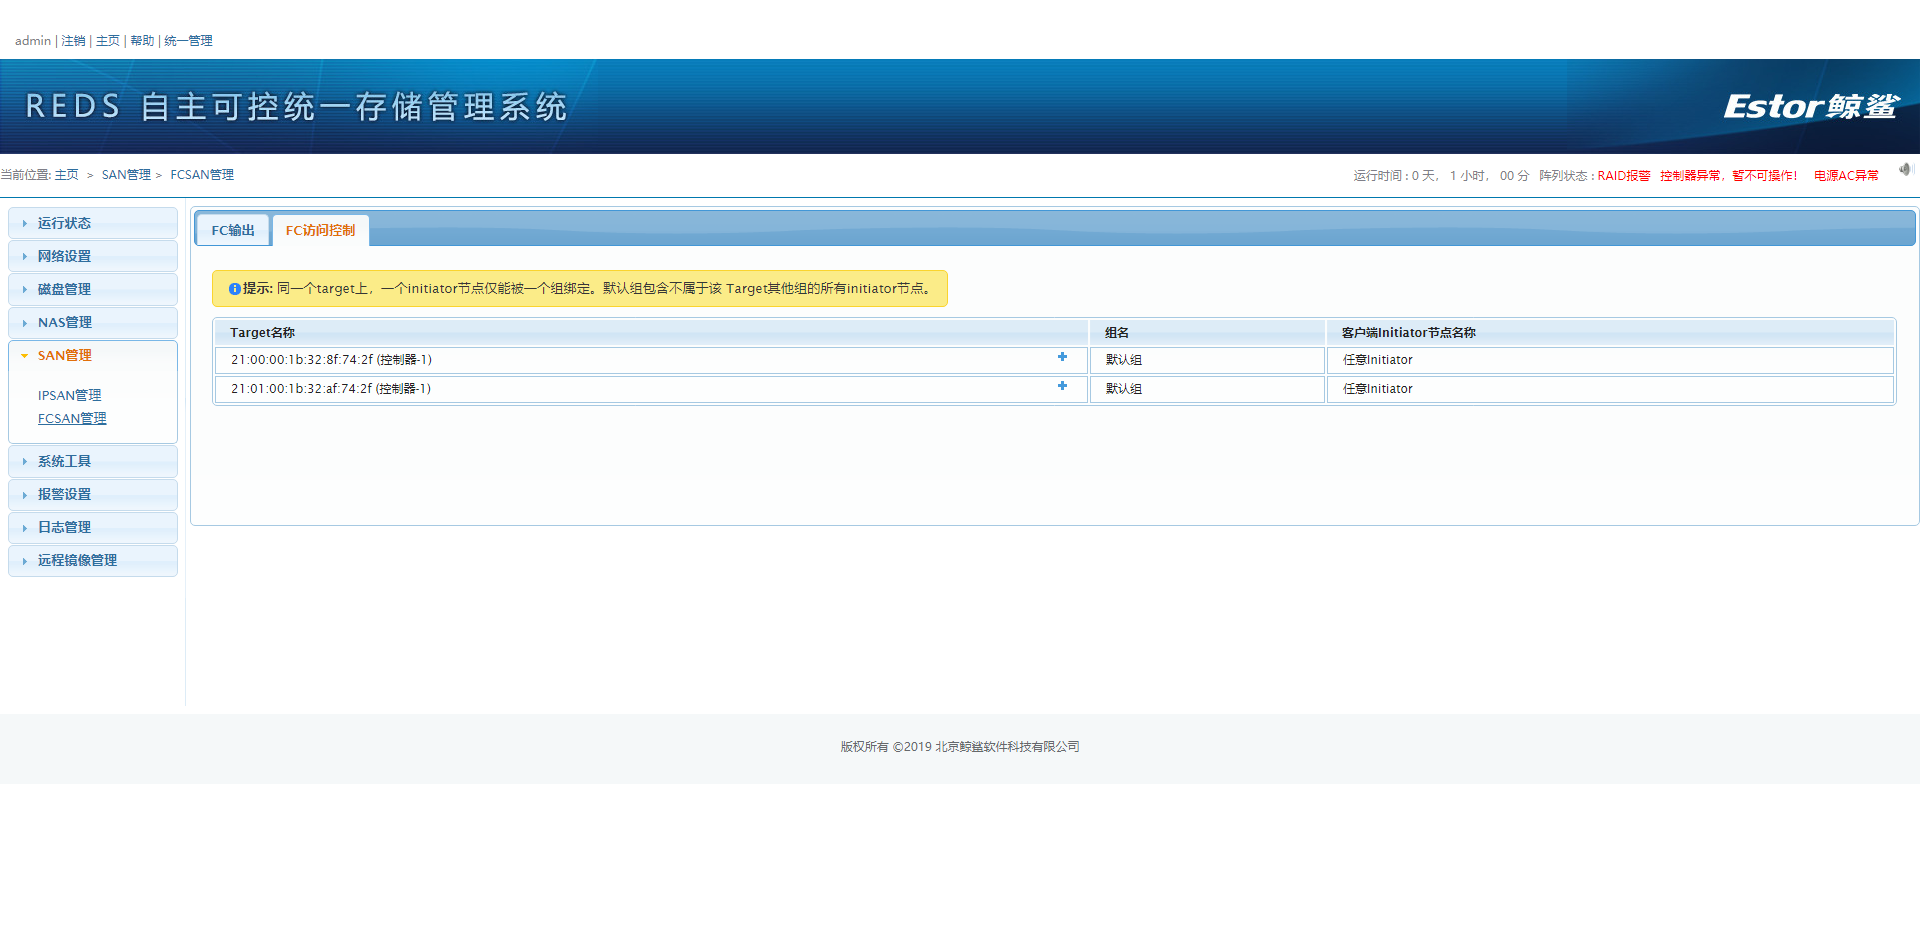 admin | 注销 | 主页 | 帮助 | 统一管理
REDS 自主可控统一存储管理系统
Estor鲸鲨
当前位置: 主页 > SAN管理 > FCSAN管理
运行时间 : 0 天， 1 小时， 00 分 阵列状态 : RAID报警 控制器异常，暂不可操作! 电源AC异常
运行状态
网络设置
磁盘管理
NAS管理
SAN管理
IPSAN管理
FCSAN管理
系统工具
报警设置
日志管理
远程镜像管理
FC输出 FC访问控制
提示: 同一个target上，一个initiator节点仅能被一个组绑定。默认组包含不属于该 Target其他组的所有initiator节点。
Target名称 组名 客户端Initiator节点名称
21:00:00:1b:32:8f:74:2f (控制器-1) 默认组 任意Initiator
21:01:00:1b:32:af:74:2f (控制器-1) 默认组 任意Initiator
版权所有 ©2019 北京鲸鲨软件科技有限公司